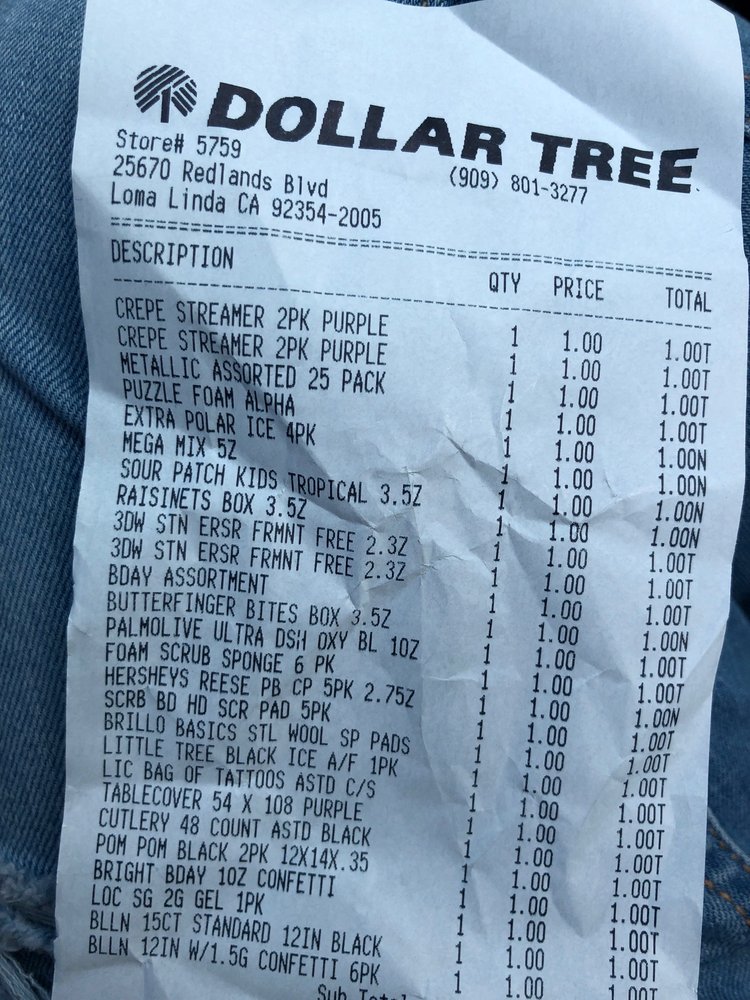 DOLLAR TREE
Store# 5759
(909) 801-3277
25670 Redlands Blvd
Loma Linda CA 92354-2005
DESCRIPTION QTY PRICE TOTAL
CREPE STREAMER 2PK PURPLE 1 1.00 1.00T
CREPE STREAMER 2PK PURPLE 1 1.00 1.00T
METALLIC ASSORTED 25 PACK 1 1.00 1.00T
PUZZLE FOAM ALPHA 1 1.00 1.00T
EXTRA POLAR ICE 4PK 1 1.00 1.00N
MEGA MIX 5Z 1 1.00 1.00N
SOUR PATCH KIDS TROPICAL 3.5Z 1 1.00 1.00N
RAISINETS BOX 3.5Z 1 1.00 1.00N
3DW STN ERSR FRMNT FREE 2.3Z 1 1.00 1.00T
3DW STN ERSR FRMNT FREE 2.3Z 1 1.00 1.00T
BDAY ASSORTMENT 1 1.00 1.00T
BUTTERFINGER BITES BOX 3.5Z 1 1.00 1.00N
PALMOLIVE ULTRA DSH OXY BL 10Z 1 1.00 1.00T
FOAM SCRUB SPONGE 6 PK 1 1.00 1.00T
HERSHEYS REESE PB CP 5PK 2.75Z 1 1.00 1.00N
SCRB BD HD SCR PAD 5PK 1 1.00 1.00T
BRILLO BASICS STL WOOL SP PADS 1 1.00 1.00T
LITTLE TREE BLACK ICE A/F 1PK 1 1.00 1.00T
LIC BAG OF TATTOOS ASTD C/S 1 1.00 1.00T
TABLECOVER 54 X 108 PURPLE 1 1.00 1.00T
CUTLERY 48 COUNT ASTD BLACK 1 1.00 1.00T
POM POM BLACK 2PK 12X14X.35 1 1.00 1.00T
BRIGHT BDAY 10Z CONFETTI 1 1.00 1.00T
LOC SG 2G GEL 1PK 1 1.00 1.00T
BLLN 15CT STANDARD 12IN BLACK 1 1.00 1.00T
BLLN 12IN W/1.5G CONFETTI 6PK 1 1.00 1.00T
Sub Total